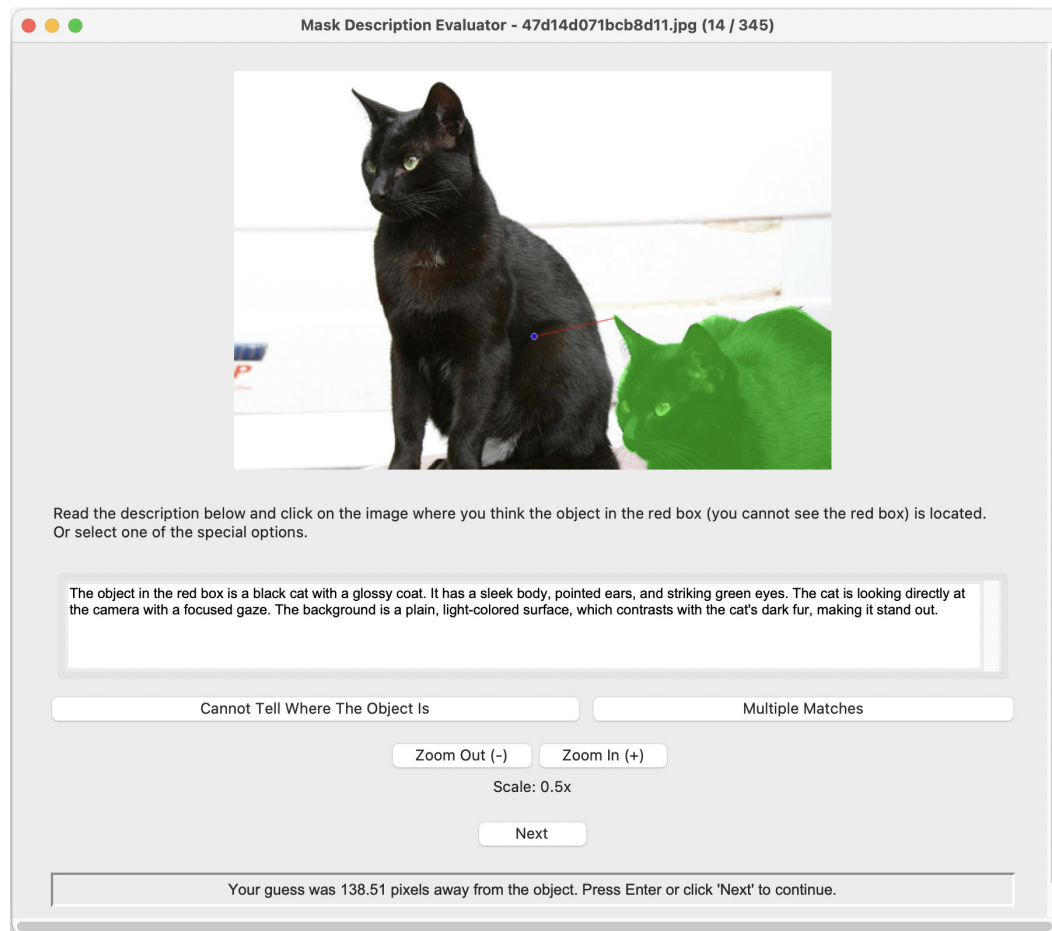 Mask Description Evaluator - 47d14d071bcb8d11.jpg (14 / 345)
P
Read the description below and click on the image where you think the object in the red box (you cannot see the red box) is located.
Or select one of the special options.
The object in the red box is a black cat with a glossy coat. It has a sleek body, pointed ears, and striking green eyes. The cat is looking directly at
the camera with a focused gaze. The background is a plain, light-colored surface, which contrasts with the cat's dark fur, making it stand out.
Cannot Tell Where The Object Is
Multiple Matches
Zoom Out (-)
Zoom In (+)
Scale: 0.5x
Next
Your guess was 138.51 pixels away from the object. Press Enter or click 'Next' to continue.